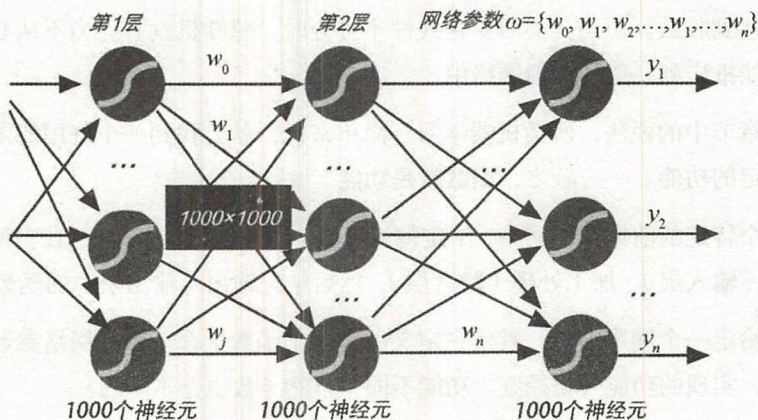 第1层
第2层
网络参数ω={w0, w1, w2,…,w1,…,wn}
w0
y1
w1
...
...
...
1000×1000
y2
...
...
wj
wn
yn
1000个神经元
1000个神经元
1000个神经元